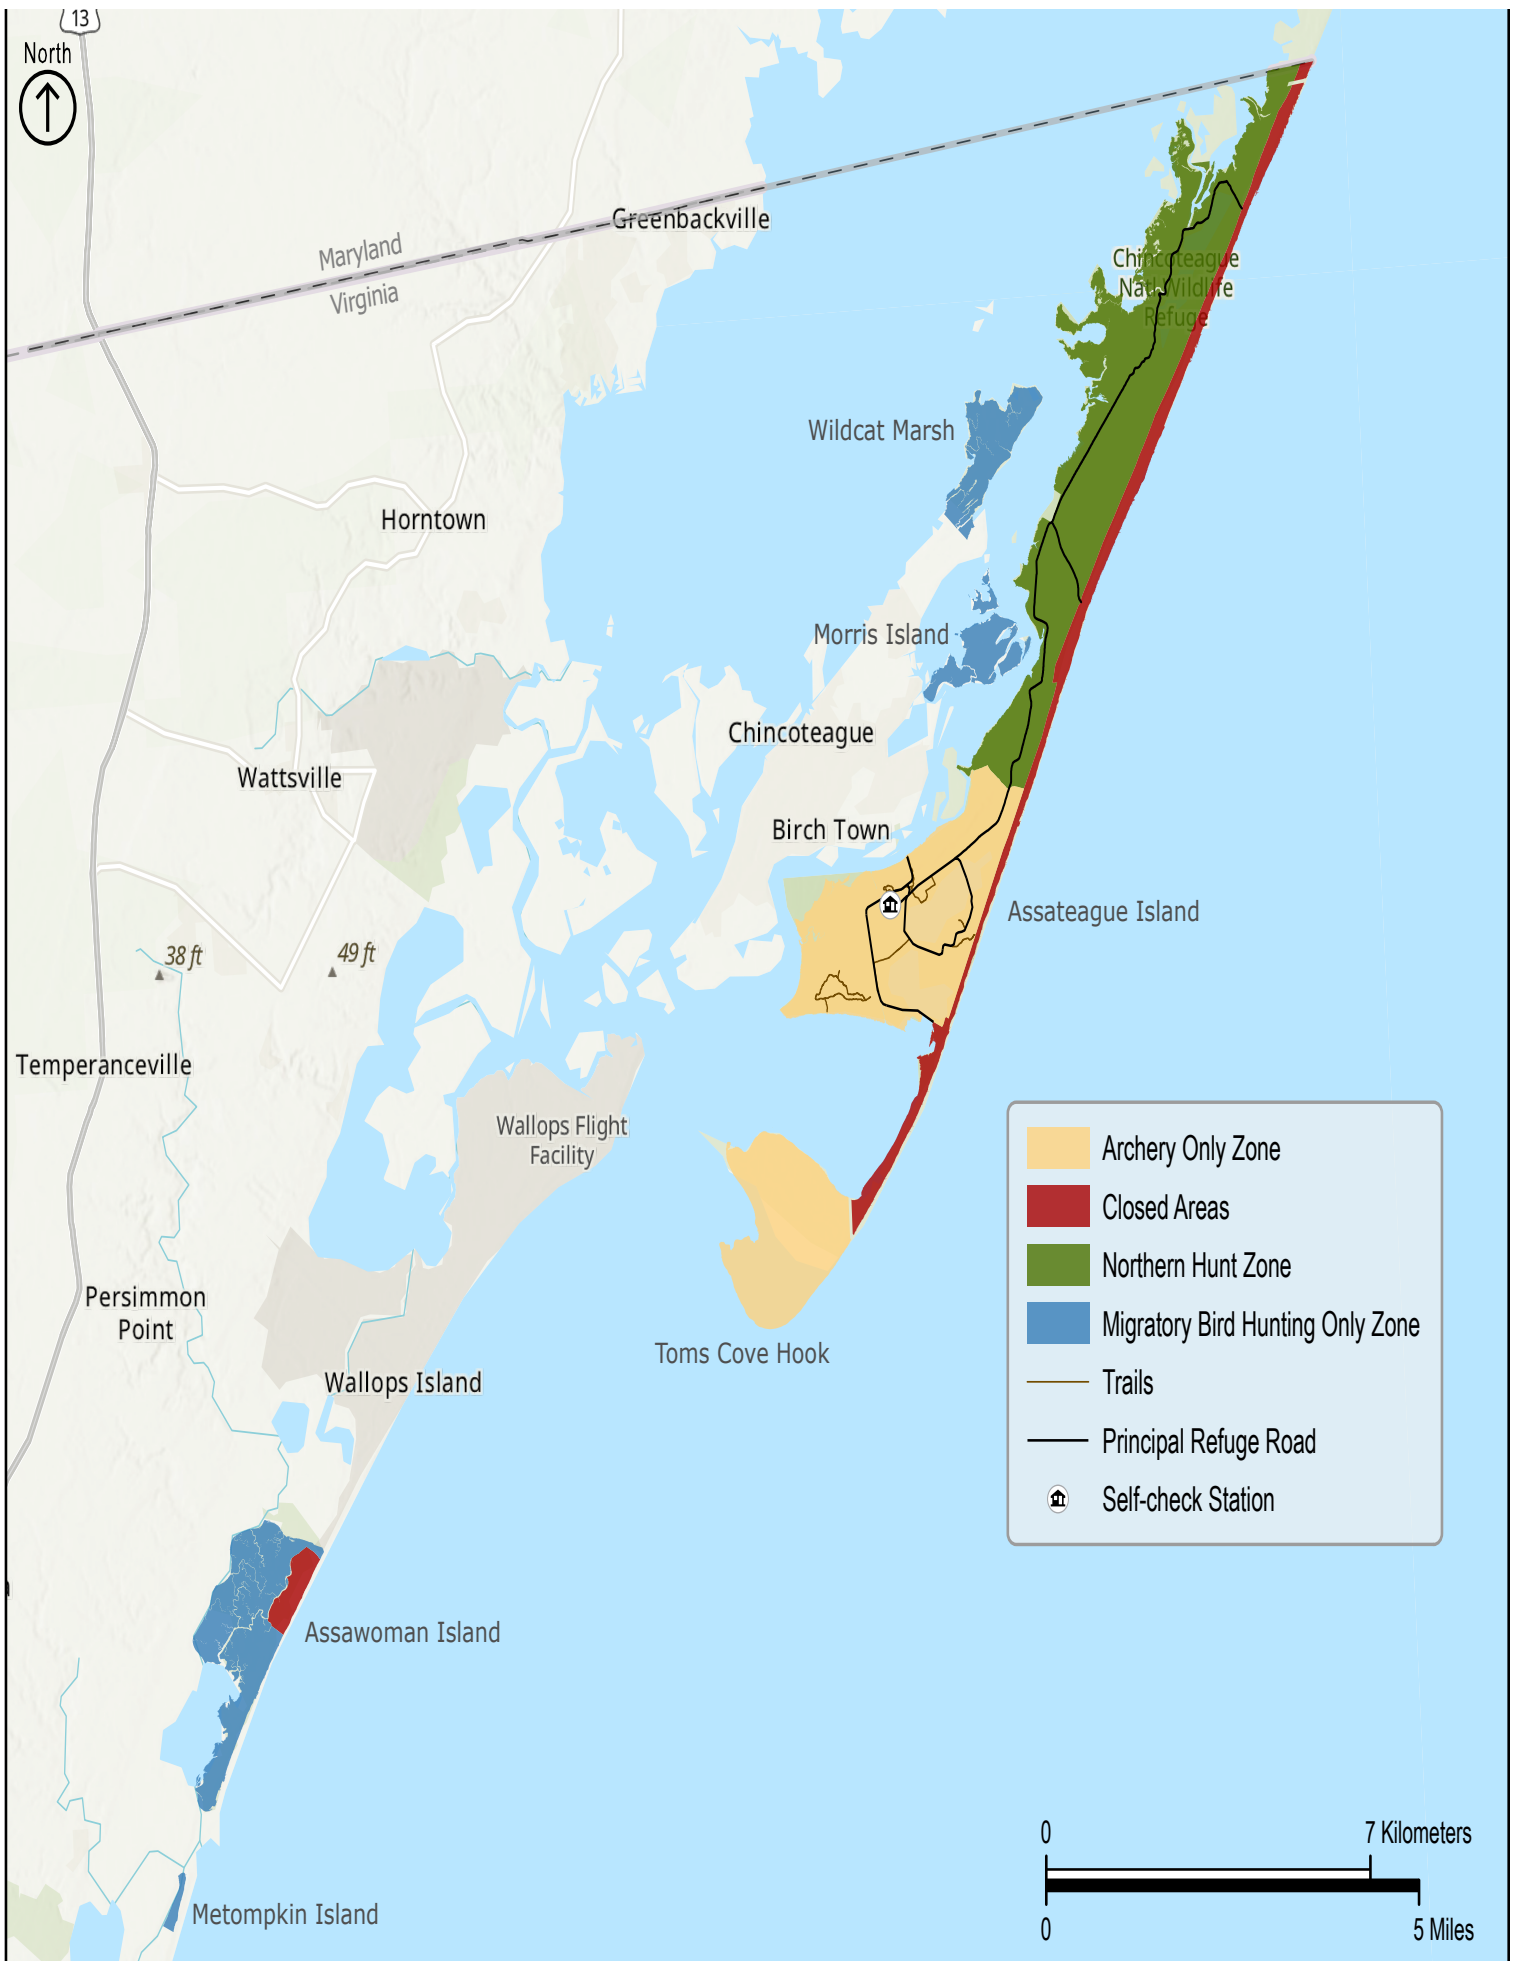 13
North
Greenbackville
Maryland
Virginia
Chincoteague
Natl Wildlife
Refuge
Wildcat Marsh
Horntown
Morris Island
Chincoteague
Wattsville
Birch Town
Assateague Island
38 ft
49 ft
Temperanceville
Wallops Flight
Facility
Archery Only Zone
Closed Areas
Northern Hunt Zone
Migratory Bird Hunting Only Zone
Trails
Principal Refuge Road
Self-check Station
Persimmon
Point
Toms Cove Hook
Wallops Island
Assawoman Island
Metompkin Island
0
7 Kilometers
0
5 Miles